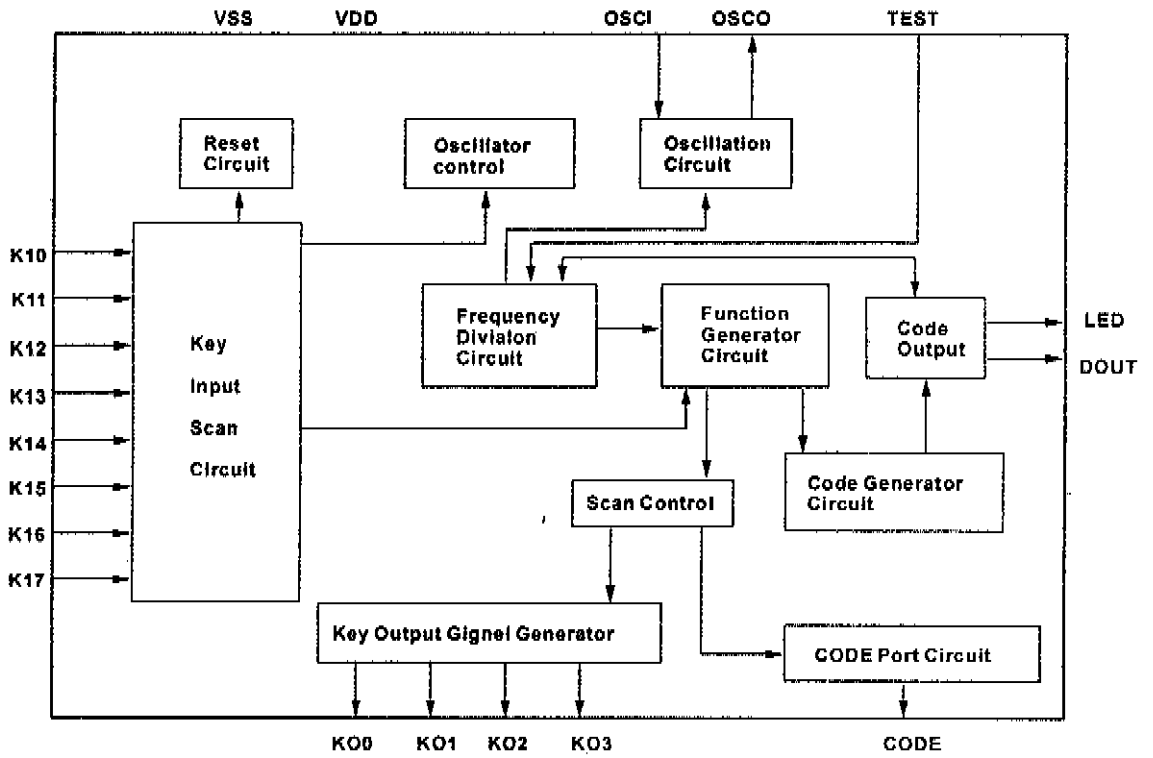 VSS VDD OSCI OSCO TEST
Reset
Circuit
Oscillator
control
Oscillation
Circuit
K10
K11
K12
K13
K14
K15
K16
K17
Key
Input
Scan
Circuit
Frequency
Division
Circuit
Function
Generator
Circuit
Code
Output
LED
DOUT
Scan Control
Code Generator
Circuit
Key Output Gignel Generator
CODE Port Circuit
KO0 KO1 KO2 KO3 CODE